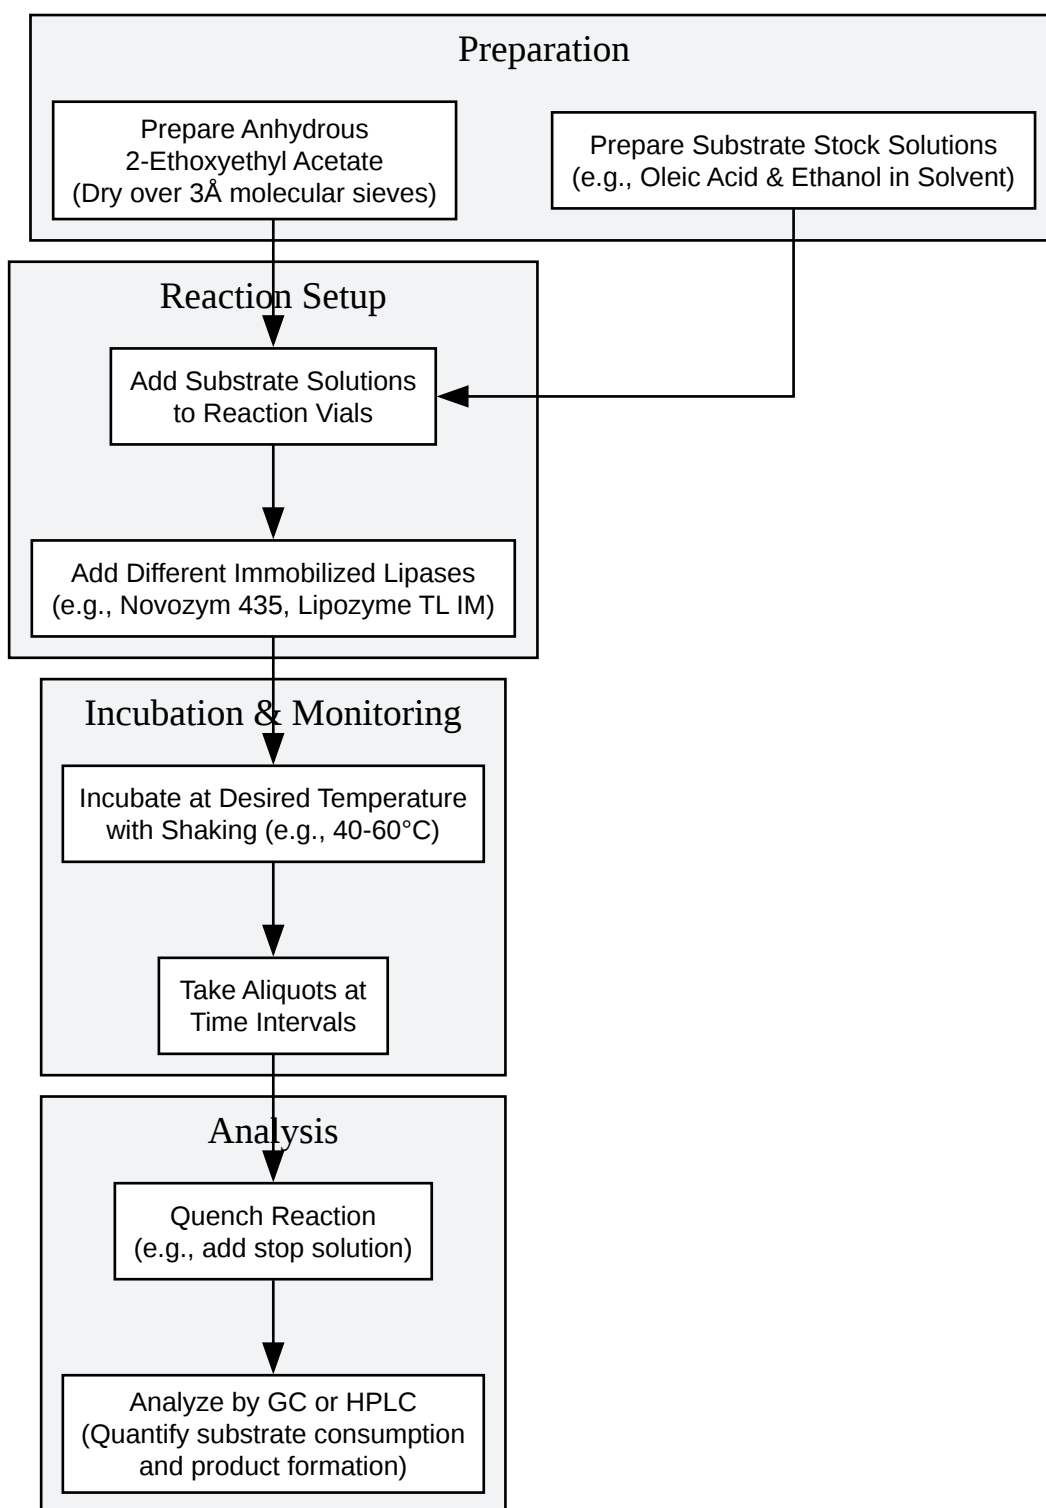 Preparation
Prepare Anhydrous
2-Ethoxyethyl Acetate
(Dry over 3Å molecular sieves)
Prepare Substrate Stock Solutions
(e.g., Oleic Acid & Ethanol in Solvent)
Reaction Setup
Add Substrate Solutions
to Reaction Vials
Add Different Immobilized Lipases
(e.g., Novozym 435, Lipozyme TL IM)
Incubation & Monitoring
Incubate at Desired Temperature
with Shaking (e.g., 40-60°C)
Take Aliquots at
Time Intervals
Analysis
Quench Reaction
(e.g., add stop solution)
Analyze by GC or HPLC
(Quantify substrate consumption
and product formation)